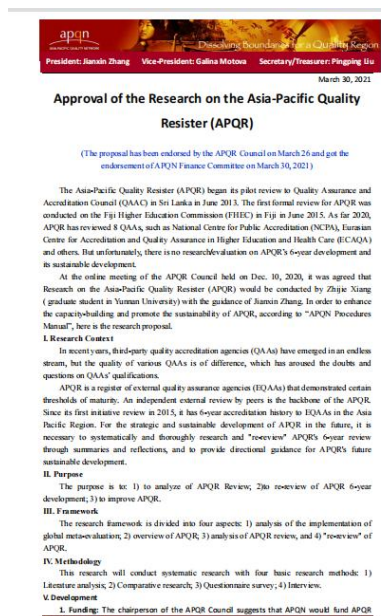 apqn
ASIA-PACIFIC QUALITY NETWORK
Dissolving Boundaries for a Quality Region
President: Jianxin Zhang Vice-President: Galina Motova Secretary/Treasurer: Pingping Liu
March 30, 2021
Approval of the Research on the Asia-Pacific Quality
Resister (APQR)
(The proposal has been endorsed by the APQR Council on March 26 and got the
endorsement of APQN Finance Committee on March 30, 2021)
The Asia-Pacific Quality Resister (APQR) began its pilot review to Quality Assurance and
Accreditation Council (QAAC) in Sri Lanka in June 2013. The first formal review for APQR was
conducted on the Fiji Higher Education Commission (FHEC) in Fiji in June 2015. As far 2020,
APQR has reviewed 8 QAAs, such as National Centre for Public Accreditation (NCPA), Eurasian
Centre for Accreditation and Quality Assurance in Higher Education and Health Care (ECAQA)
and others. But unfortunately, there is no research/evaluation on APQR's 6-year development and
its sustainable development.
At the online meeting of the APQR Council held on Dec. 10, 2020, it was agreed that
Research on the Asia-Pacific Quality Resister (APQR) would be conducted by Zhijie Xiang
( graduate student in Yunnan University) with the guidance of Jianxin Zhang. In order to enhance
the capacity-building and promote the sustainability of APQR, according to "APQN Procedures
Manual", here is the research proposal.
I. Research Context
In recent years, third-party quality accreditation agencies (QAAs) have emerged in an endless
stream, but the quality of various QAAs is of difference, which has aroused the doubts and
questions on QAAs' qualifications.
APQR is a register of external quality assurance agencies (EQAAs) that demonstrated certain
thresholds of maturity. An independent external review by peers is the backbone of the APQR.
Since its first initiative review in 2015, it has 6-year accreditation history to EQAAs in the Asia
Pacific Region. For the strategic and sustainable development of APQR in the future, it is
necessary to systematically and thoroughly research and "re-review" APQR's 6-year review
through summaries and reflections, and to provide directional guidance for APQR's future
sustainable development.
II. Purpose
The purpose is to: 1) to analyze of APQR Review; 2)to re-review of APQR 6-year
development; 3) to improve APQR.
III. Framework
The research framework is divided into four aspects: 1) analysis of the implementation of
global meta-evaluation; 2) overview of APQR; 3) analysis of APQR review, and 4) "re-review" of
APQR.
IV. Methodology
This research will conduct systematic research with four basic research methods: 1)
Literature analysis; 2) Comparative research; 3) Questionnaire survey; 4) Interview.
V. Development
1. Funding: The chairperson of the APQR Council suggests that APQN would fund APQR